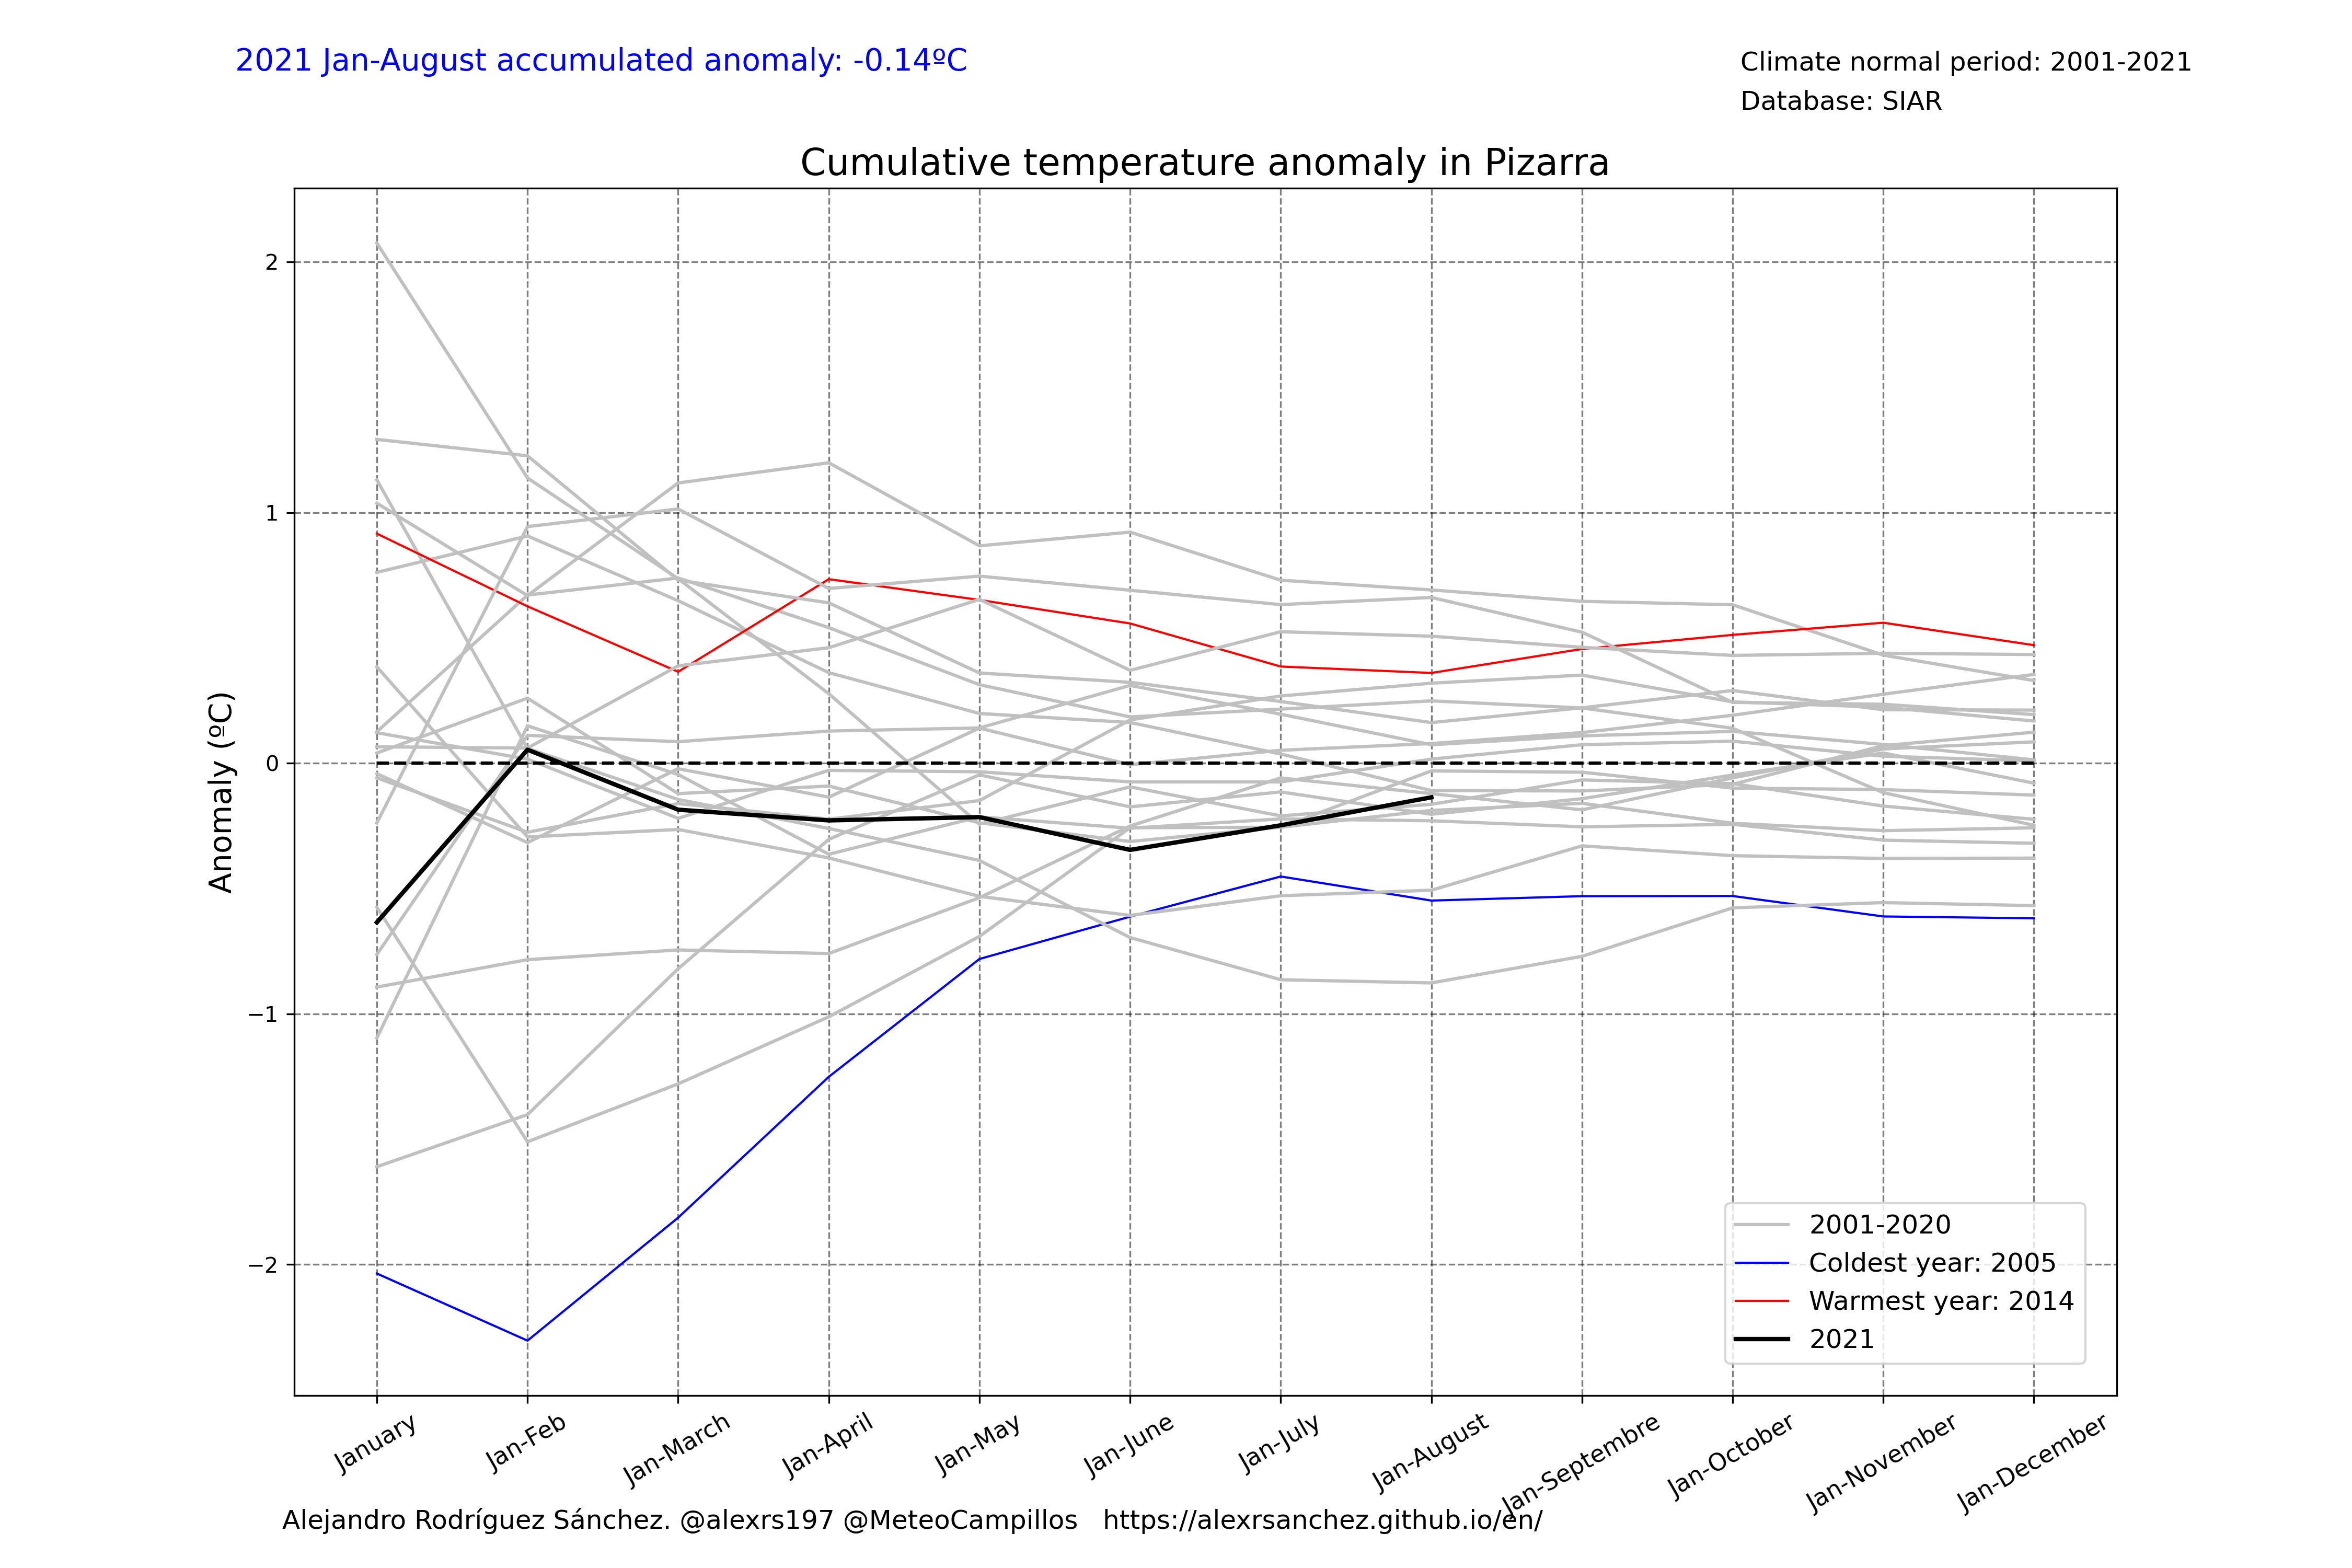 2021 Jan-August accumulated anomaly: -0.14ºC
Climate normal period: 2001-2021
Database: SIAR
Cumulative temperature anomaly in Pizarra
Anomaly (ºC)
2
1
0
−1
−2
2001-2020
Coldest year: 2005
Warmest year: 2014
2021
January
Jan-Feb
Jan-March
Jan-April
Jan-May
Jan-June
Jan-July
Jan-August
Jan-Septembre
Jan-October
Jan-November
Jan-December
Alejandro Rodríguez Sánchez. @alexrs197 @MeteoCampillos https://alexrsanchez.github.io/en/